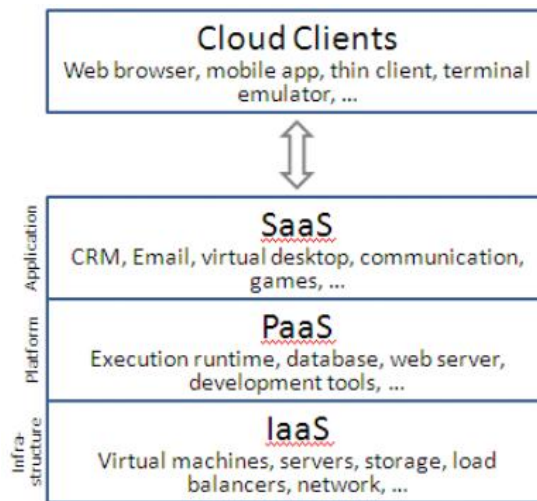 Cloud Clients
Web browser, mobile app, thin client, terminal
emulator, ...
Application
SaaS
CRM, Email, virtual desktop, communication,
games, ...
Platform
PaaS
Execution runtime, database, web server,
development tools, ...
Infra-
structure
IaaS
Virtual machines, servers, storage, load
balancers, network, ...